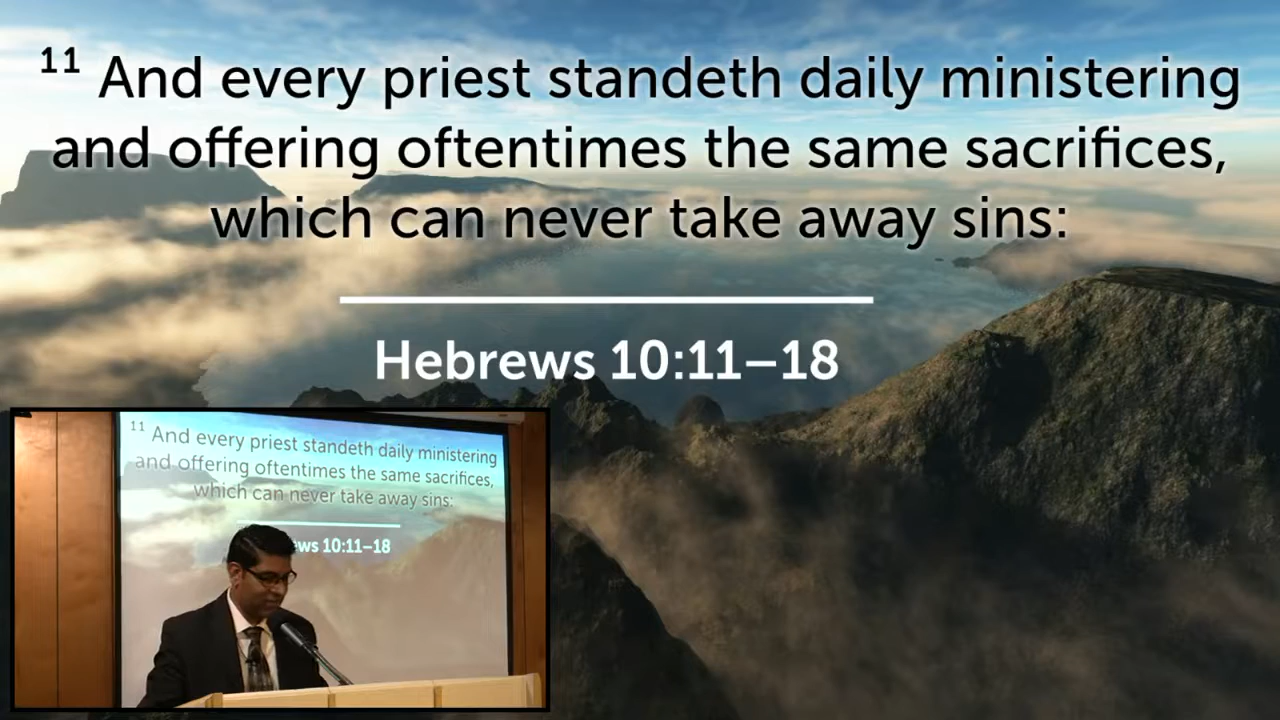 11 And every priest standeth daily ministering
and offering oftentimes the same sacrifices,
which can never take away sins:
Hebrews 10:11–18
11 And every priest standeth daily ministering
and offering oftentimes the same sacrifices,
which can never take away sins:
ws 10:11–18